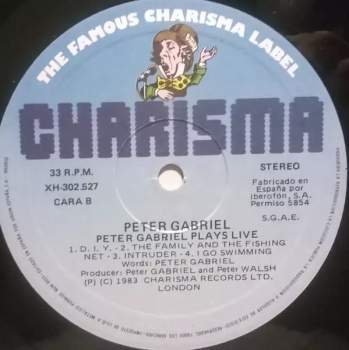 THE FAMOUS CHARISMA LABEL
CHARISMA
33 R.P.M.
XH-302.527
CARA B
STEREO
Fabricado en
España por
Iberofón, S.A.
Permiso 5854
S.G.A.E.
PETER GABRIEL
PETER GABRIEL PLAYS LIVE
1. D. I. Y. - 2. THE FAMILY AND THE FISHING
NET - 3. INTRUDER - 4. I GO SWIMMING
Words: PETER GABRIEL
Producer: Peter GABRIEL and Peter WALSH
(P) (C) 1983 CHARISMA RECORDS LTD.
LONDON